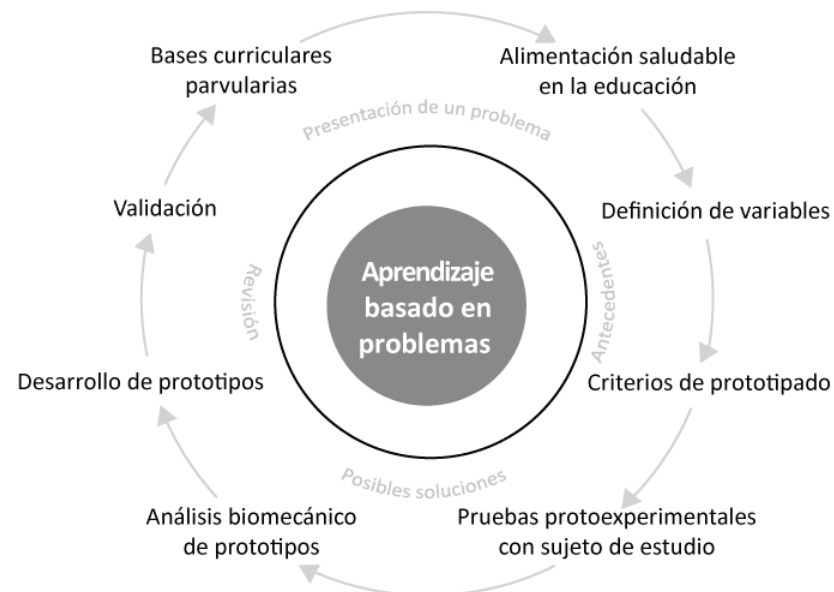 Bases curriculares
parvularias
Alimentación saludable
en la educación
Presentación de un problema
Validación
Definición de variables
Revisión
Aprendizaje
basado en
problemas
Antecedentes
Desarrollo de prototipos
Criterios de prototipado
Posibles soluciones
Análisis biomecánico
de prototipos
Pruebas protoexperimentales
con sujeto de estudio